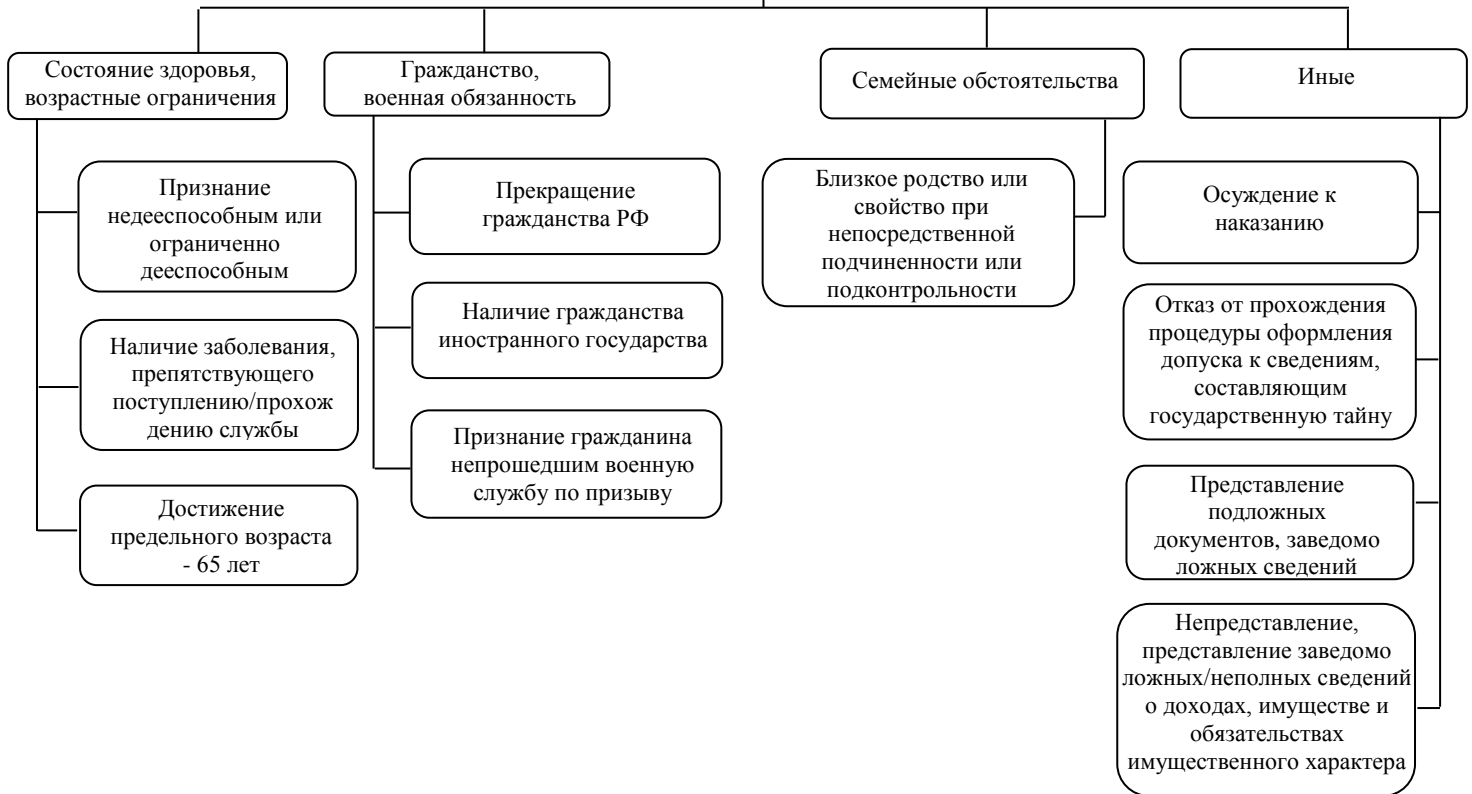 Состояние здоровья,
возрастные ограничения
Гражданство,
военная обязанность
Семейные обстоятельства
Иные
Признание
недееспособным или
ограниченно
дееспособным
Наличие заболевания,
препятствующего
поступлению/прохож
дению службы
Достижение
предельного возраста
- 65 лет
Прекращение
гражданства РФ
Наличие гражданства
иностранного государства
Признание гражданина
непрошедшим военную
службу по призыву
Близкое родство или
свойство при
непосредственной
подчиненности или
подконтрольности
Осуждение к
наказанию
Отказ от прохождения
процедуры оформления
допуска к сведениям,
составляющим
государственную тайну
Представление
подложных
документов, заведомо
ложных сведений
Непредставление,
представление заведомо
ложных/неполных сведений
о доходах, имуществе и
обязательствах
имущественного характера